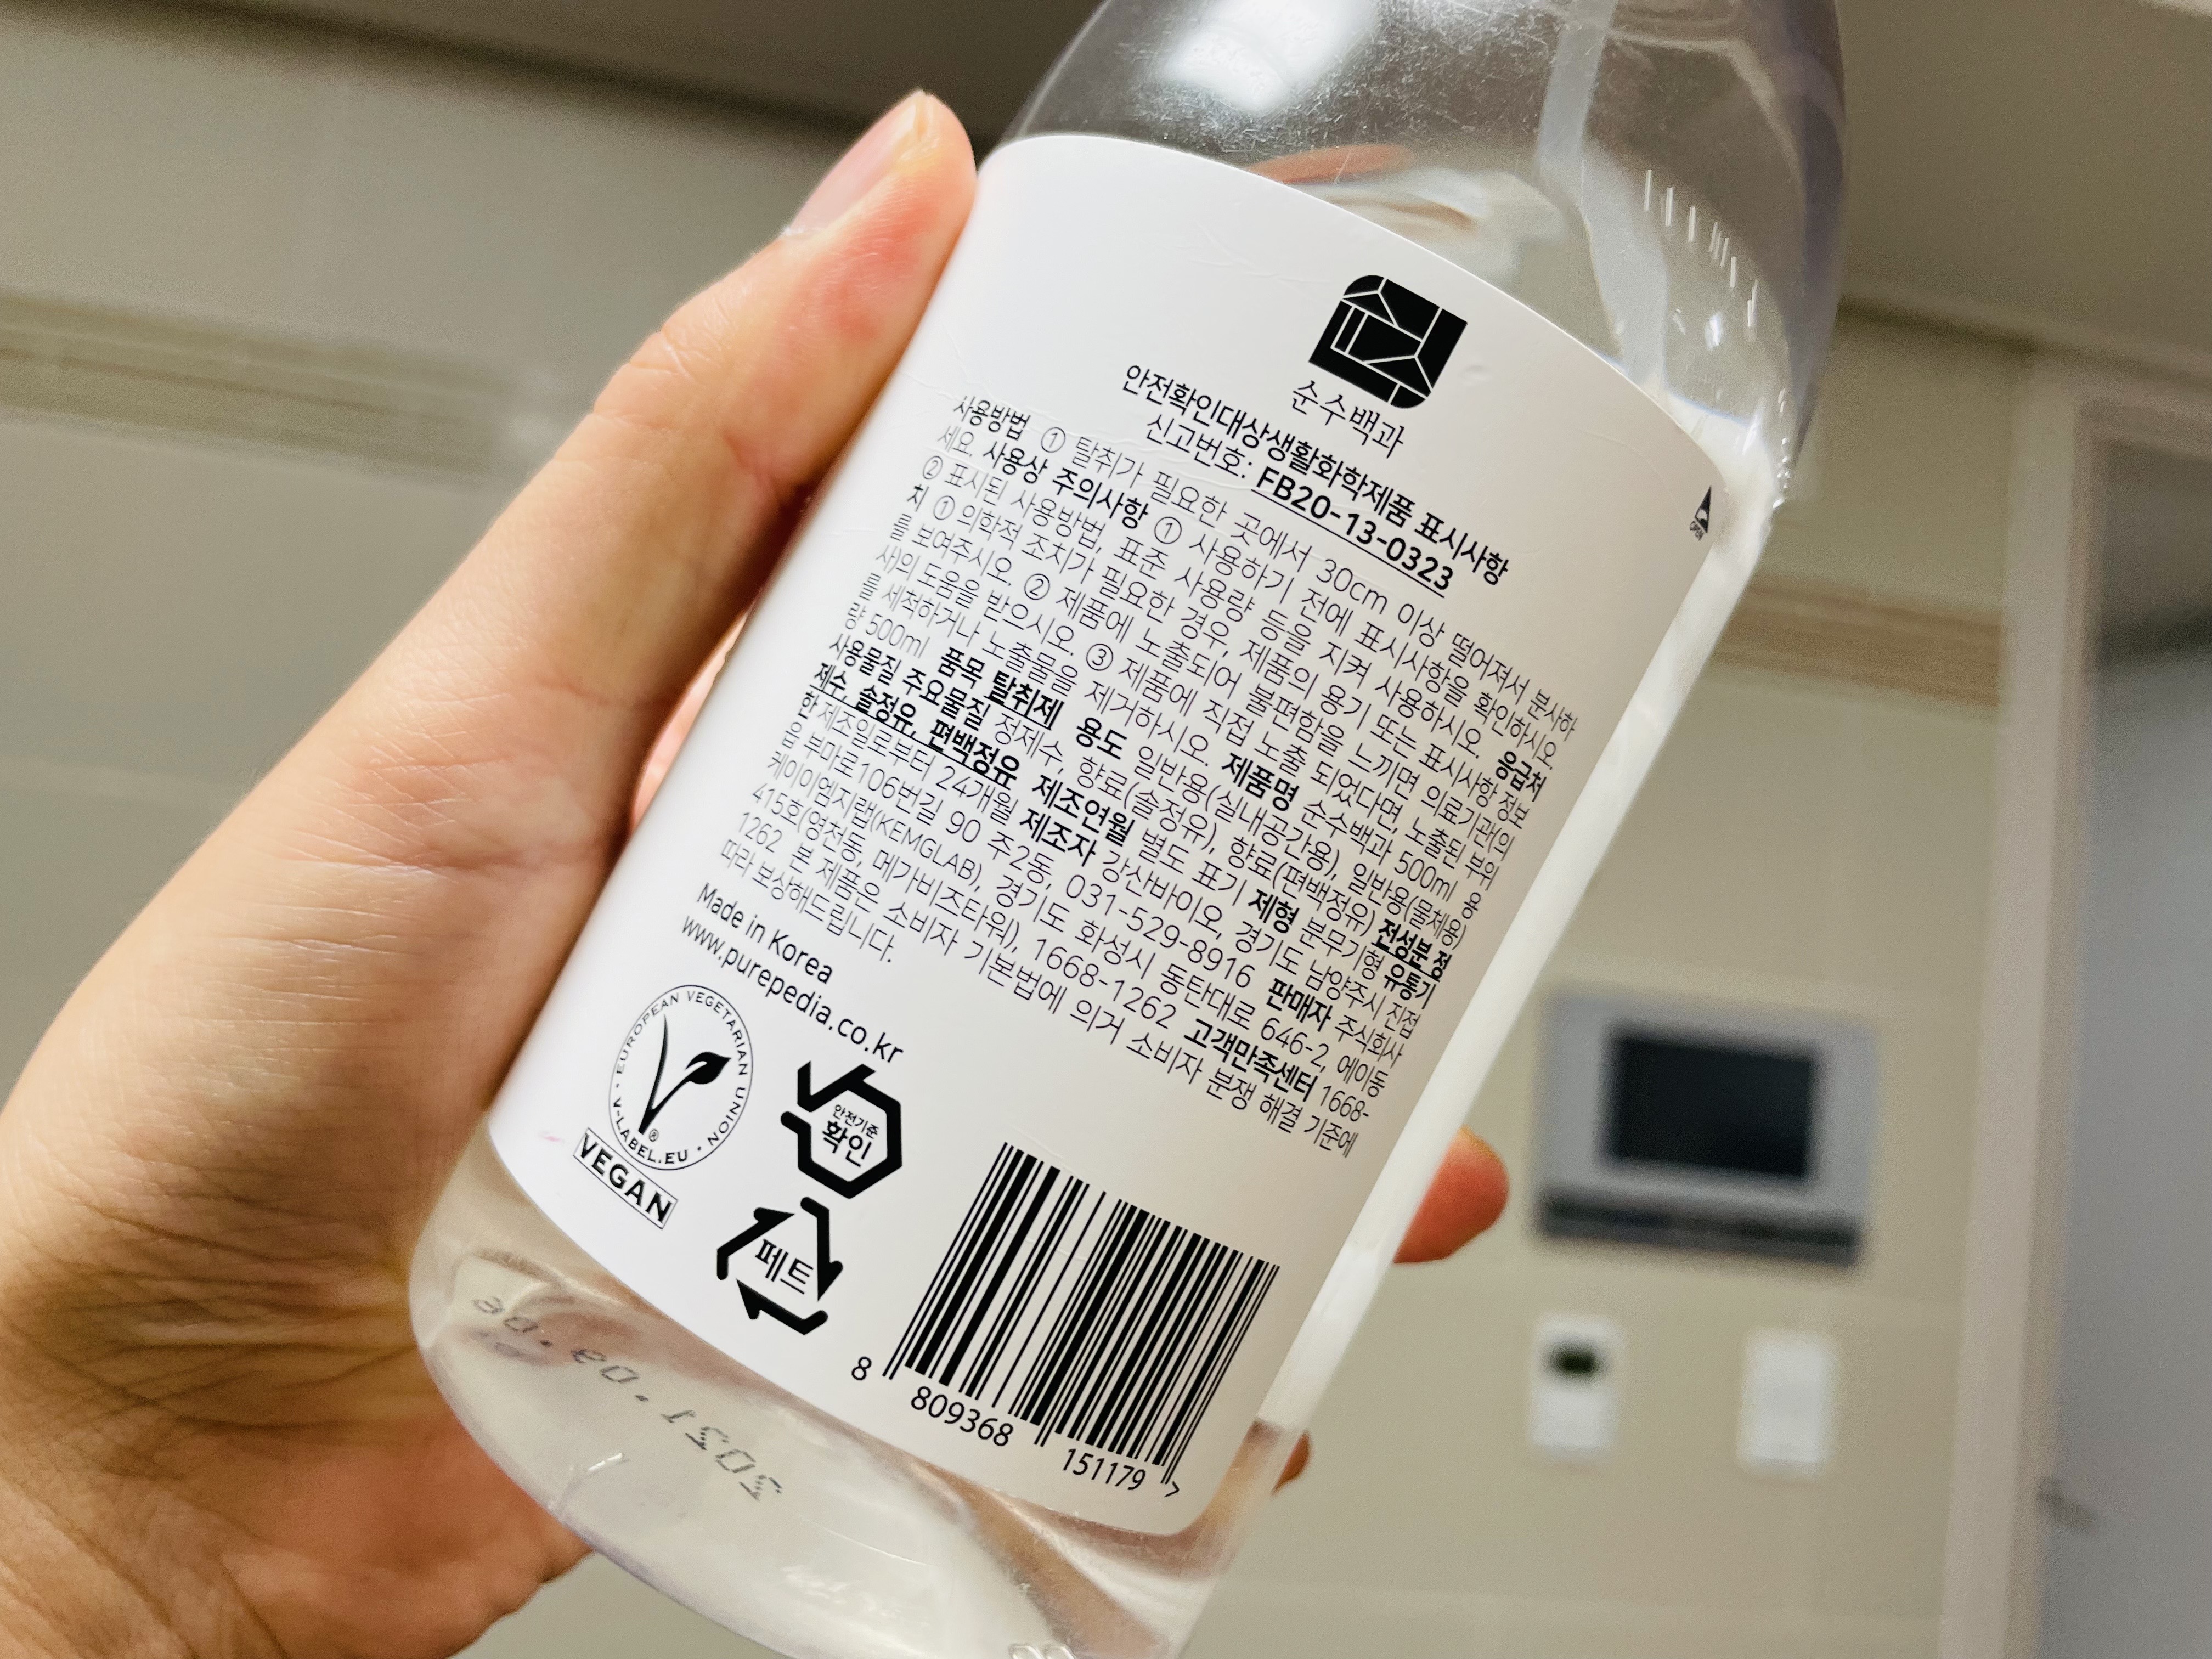 순수백과
안전확인대상생활화학제품 표시사항
신고번호: FB20-13-0323
사용방법 ① 탈취가 필요한 곳에서 30cm 이상 떨어져서 분사하
세요. 사용상 주의사항 ① 사용하기 전에 표시사항을 확인하시오.
② 표시된 사용방법, 표준 사용량 등을 지켜 사용하시오. 응급처
치 ① 의학적 조치가 필요한 경우, 제품의 용기 또는 표시사항 정보
를 보여주시오. ② 제품에 노출되어 불편함을 느끼면 의료기관(의
사)의 도움을 받으시오. ③ 제품에 직접 노출 되었다면, 노출된 부위
를 세척하거나 노출물을 제거하시오. 제품명 순수백과 500ml 용
량 500ml 품목 탈취제 용도 일반용(실내공간용), 일반용(물체용)
사용물질 주요물질 정제수, 향료(솔정유), 향료(편백정유) 전성분 정
제수, 솔정유, 편백정유 제조연월 별도 표기 제형 분무기형 유통기
한 제조일로부터 24개월 제조자 강산바이오, 경기도 남양주시 진접
읍 부마로106번길 90 주2동, 031-529-8916 판매자 주식회사
케이이엠지랩(KEMGLAB), 경기도 화성시 동탄대로 646-2, 에이동
415호(영천동, 메가비즈타워), 1668-1262 고객만족센터 1668-
1262 본 제품은 소비자 기본법에 의거 소비자 분쟁 해결 기준에
따라 보상해드립니다.
Made in Korea
www.purepedia.co.kr
EUROPEAN VEGETARIAN UNION
V-LABEL.EU
VEGAN
안전기준
확인
페트
OPEN
8 809368 151179 >